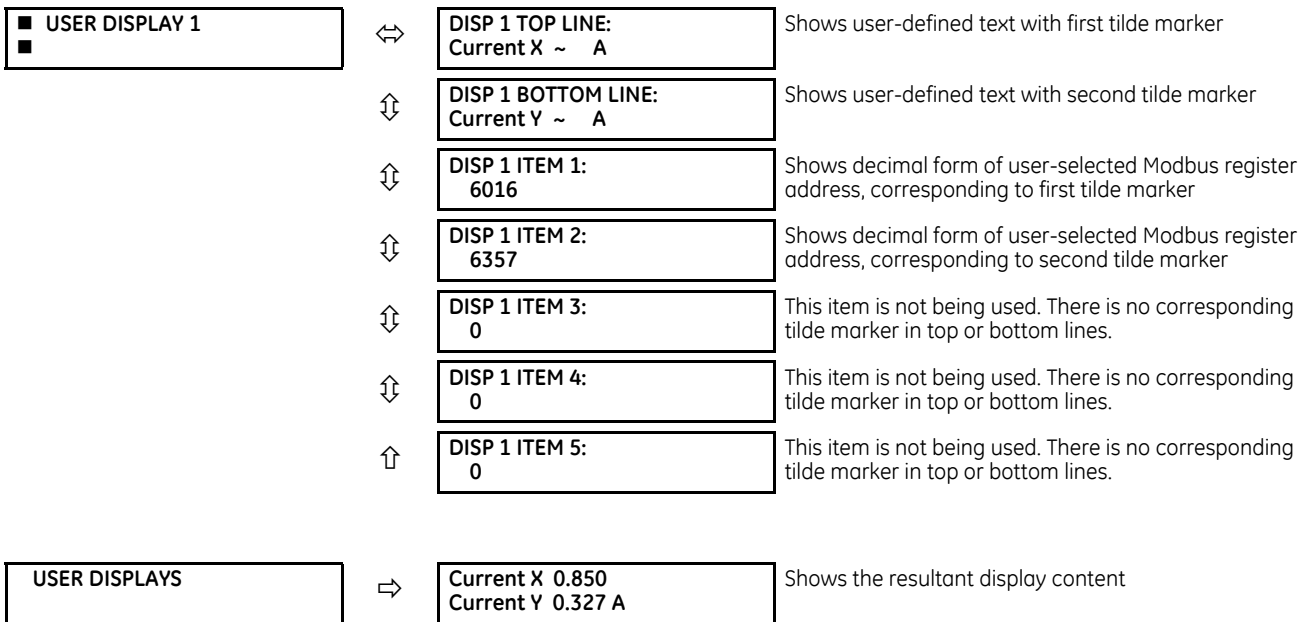 ■ USER DISPLAY 1
■
DISP 1 TOP LINE:
Current X ~ A
Shows user-defined text with first tilde marker
DISP 1 BOTTOM LINE:
Current Y ~ A
Shows user-defined text with second tilde marker
DISP 1 ITEM 1:
6016
Shows decimal form of user-selected Modbus register
address, corresponding to first tilde marker
DISP 1 ITEM 2:
6357
Shows decimal form of user-selected Modbus register
address, corresponding to second tilde marker
DISP 1 ITEM 3:
0
This item is not being used. There is no corresponding
tilde marker in top or bottom lines.
DISP 1 ITEM 4:
0
This item is not being used. There is no corresponding
tilde marker in top or bottom lines.
DISP 1 ITEM 5:
0
This item is not being used. There is no corresponding
tilde marker in top or bottom lines.
USER DISPLAYS
Current X 0.850
Current Y 0.327 A
Shows the resultant display content